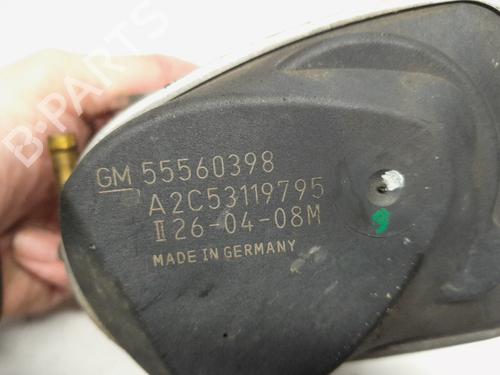 B-PARTS
GM 55560398
A2C53119795
II 26-04-08M
MADE IN GERMANY
9